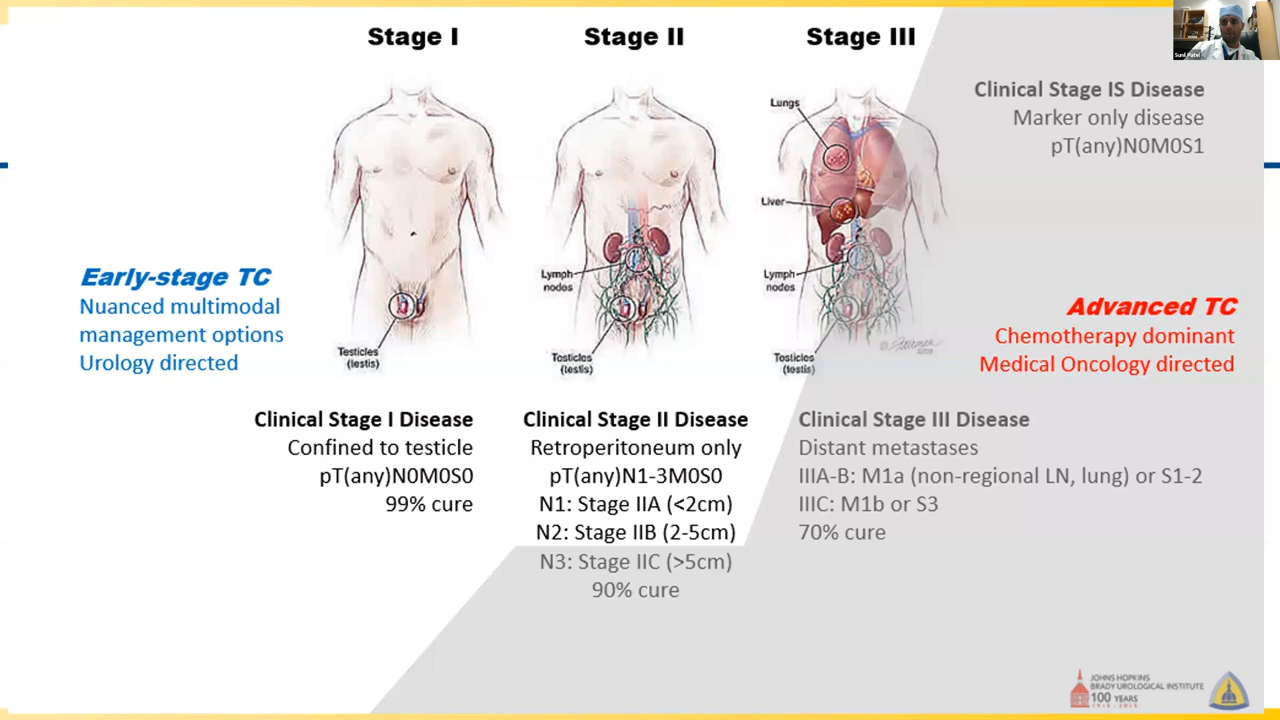 Stage I
Stage II
Stage III
Sunil Patel
Clinical Stage IS Disease
Marker only disease
pT(any)N0M0S1
Lungs
Liver
Lymph
nodes
Lymph
nodes
Testicles
(testis)
Testicles
(testis)
Testicles
(testis)
Early-stage TC
Nuanced multimodal
management options
Urology directed
Advanced TC
Chemotherapy dominant
Medical Oncology directed
Clinical Stage I Disease
Confined to testicle
pT(any)N0M0S0
99% cure
Clinical Stage II Disease
Retroperitoneum only
pT(any)N1-3M0S0
N1: Stage IIA (<2cm)
N2: Stage IIB (2-5cm)
N3: Stage IIC (>5cm)
90% cure
Clinical Stage III Disease
Distant metastases
IIIA-B: M1a (non-regional LN, lung) or S1-2
IIIC: M1b or S3
70% cure
JOHNS HOPKINS
BRADY UROLOGICAL INSTITUTE
100 YEARS